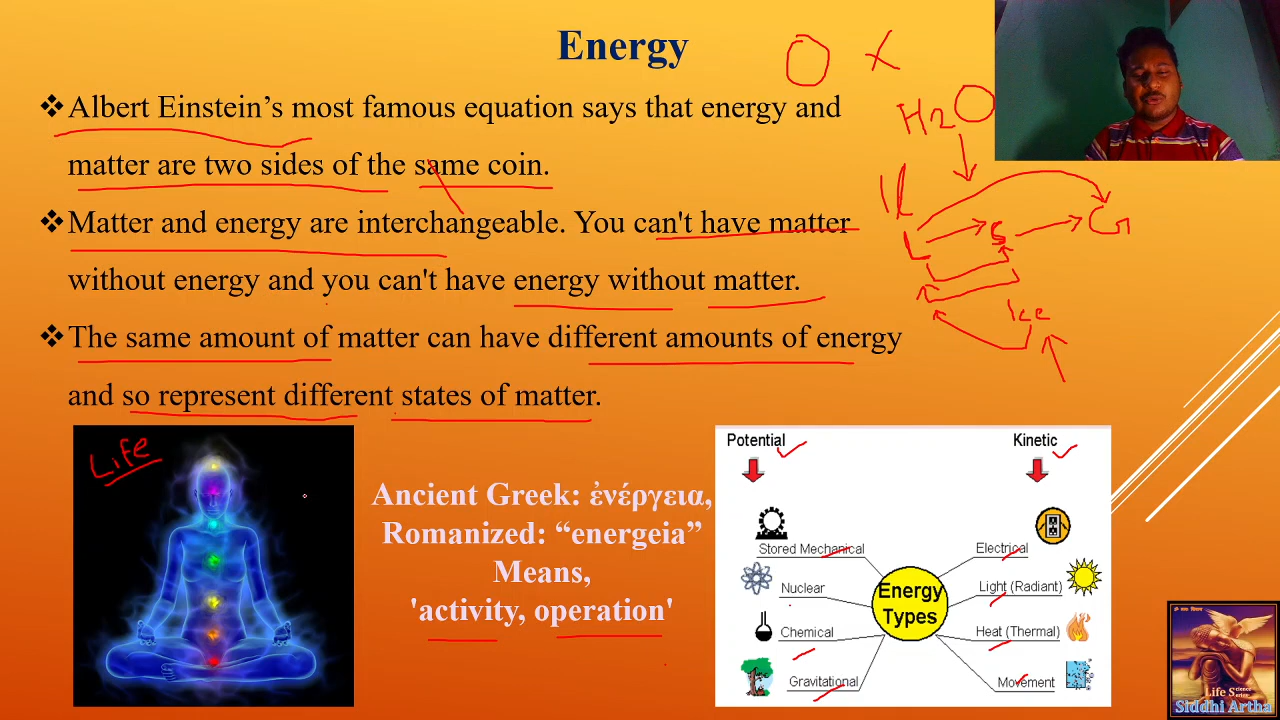 Energy
❖Albert Einstein’s most famous equation says that energy and
matter are two sides of the same coin.
❖Matter and energy are interchangeable. You can't have matter
without energy and you can't have energy without matter.
❖The same amount of matter can have different amounts of energy
and so represent different states of matter.
H2O
L
S
G
Ice
Life
Ancient Greek: ἐνέργεια,
Romanized: “energeia”
Means,
'activity, operation'
Potential
Kinetic
Stored Mechanical
Electrical
Nuclear
Light (Radiant)
Energy
Types
Chemical
Heat (Thermal)
Gravitational
Movement
Life Science Series
Siddhi Artha